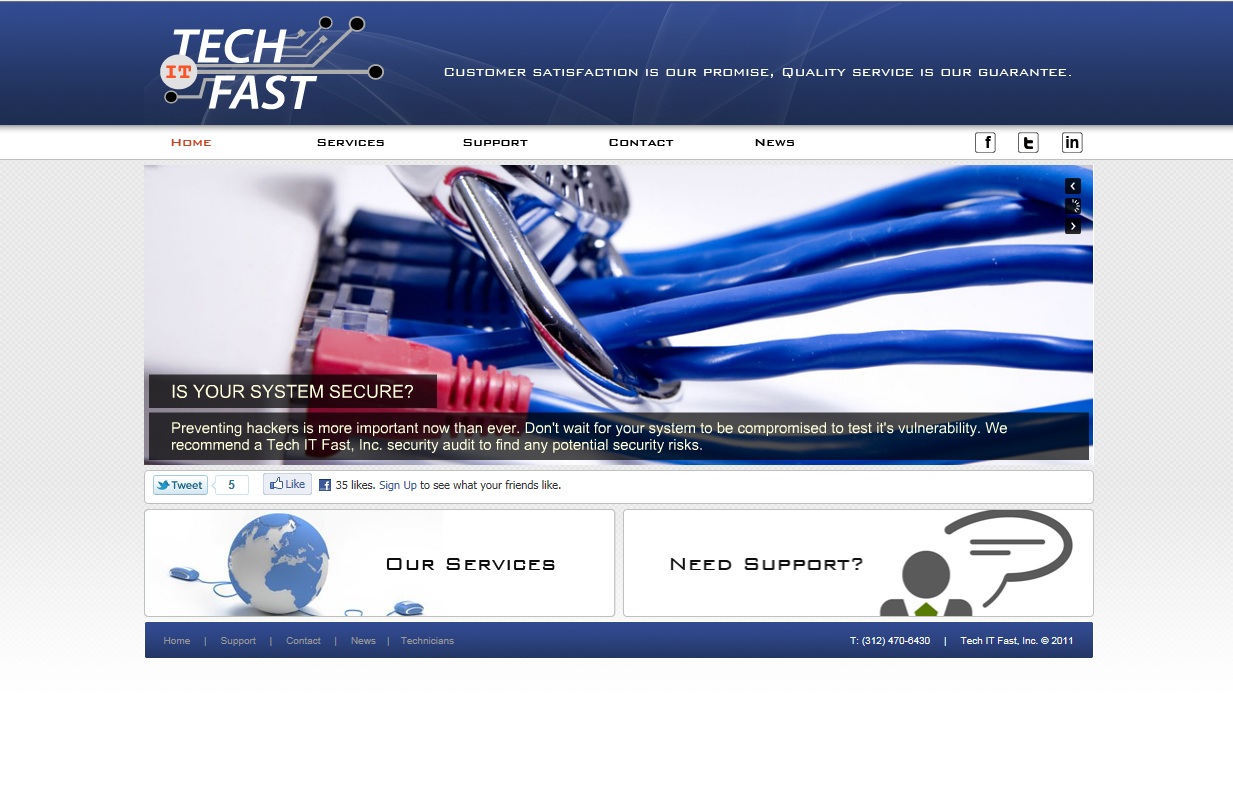 TECH
IT
FAST
Customer satisfaction is our promise, Quality service is our guarantee.
Home Services Support Contact News f t in
IS YOUR SYSTEM SECURE?
Preventing hackers is more important now than ever. Don't wait for your system to be compromised to test it's vulnerability. We
recommend a Tech IT Fast, Inc. security audit to find any potential security risks.
Tweet 5 Like f 35 likes. Sign Up to see what your friends like.
Our Services
Need Support?
Home | Support | Contact | News | Technicians T: (312) 470-6430 | Tech IT Fast, Inc. © 2011